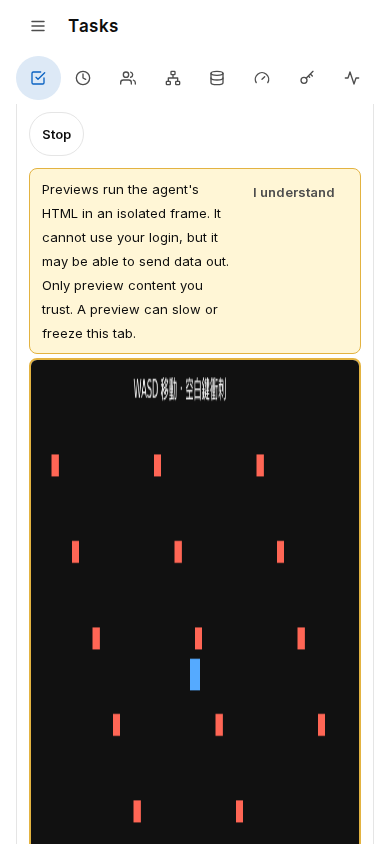 Tasks
Stop
Previews run the agent's
HTML in an isolated frame. It
cannot use your login, but it
may be able to send data out.
Only preview content you
trust. A preview can slow or
freeze this tab.
I understand
WASD 移動 · 空白鍵衝刺